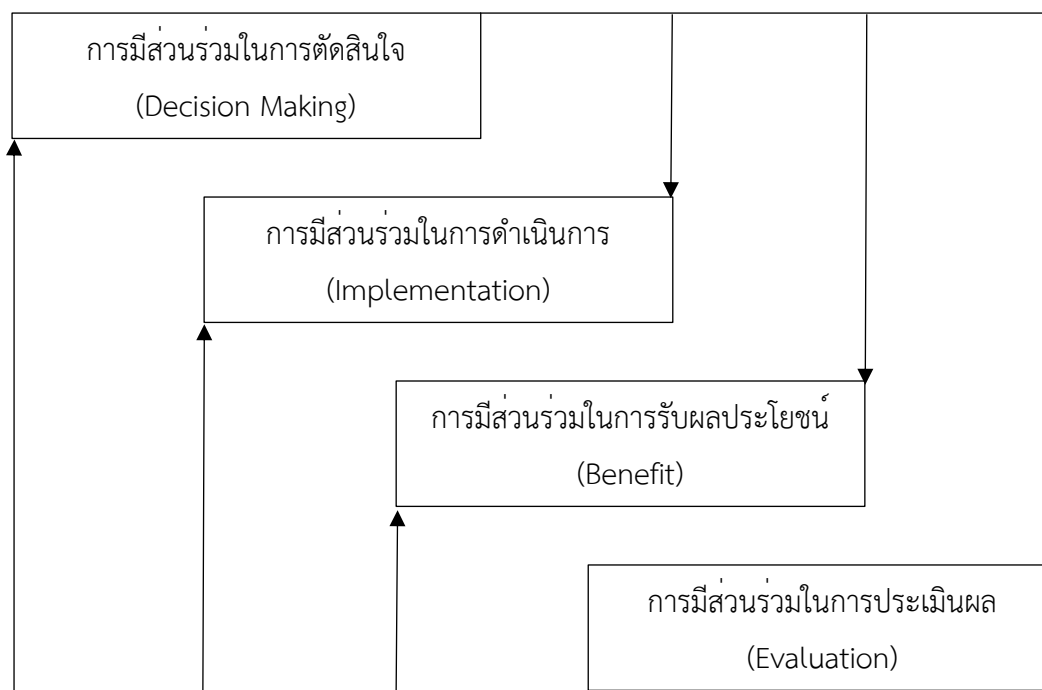 การมีส่วนร่วมในการตัดสินใจ
(Decision Making)
การมีส่วนร่วมในการดำเนินการ
(Implementation)
การมีส่วนร่วมในการรับผลประโยชน์
(Benefit)
การมีส่วนร่วมในการประเมินผล
(Evaluation)